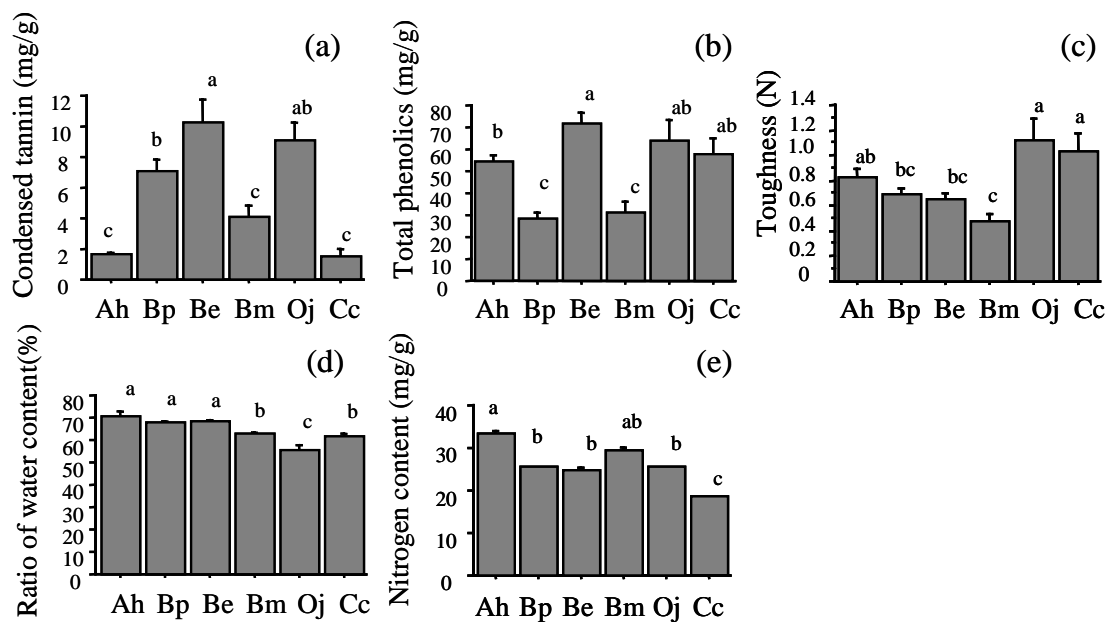 (a)
Condensed tannin (mg/g)
12
10
8
6
4
2
0
c
b
a
c
ab
c
Ah Bp Be Bm Oj Cc
(b)
Total phenolics (mg/g)
80
70
60
50
40
30
20
10
0
b
c
a
c
ab
ab
Ah Bp Be Bm Oj Cc
(c)
Toughness (N)
1.4
1.2
1.0
0.8
0.6
0.4
0.2
0
ab
bc
bc
c
a
a
Ah Bp Be Bm Oj Cc
(d)
Ratio of water content(%)
80
70
60
50
40
30
20
10
0
a
a
a
b
c
b
Ah Bp Be Bm Oj Cc
(e)
Nitrogen content (mg/g)
40
30
20
10
0
a
b
b
ab
b
c
Ah Bp Be Bm Oj Cc